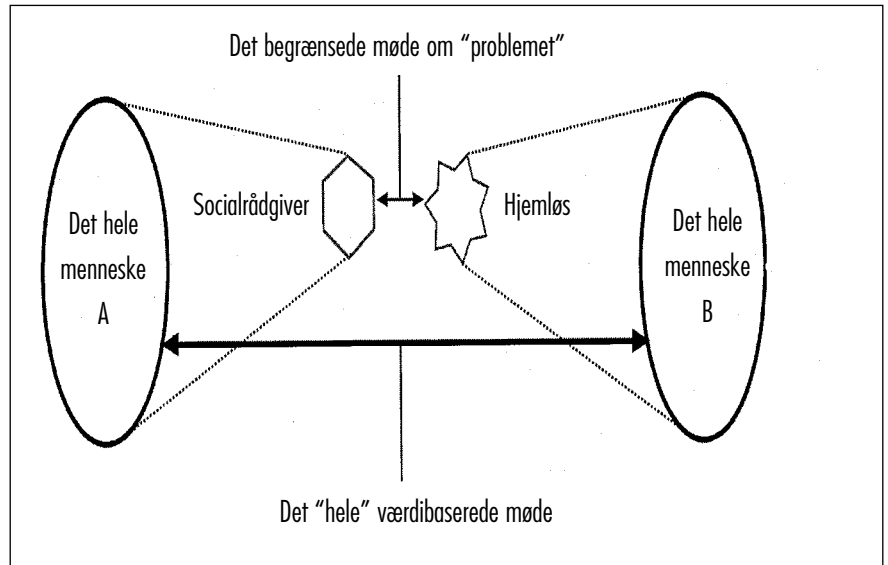 Det begrænsede møde om “problemet”
Socialrådgiver
Hjemløs
Det hele
menneske
A
Det hele
menneske
B
Det “hele” værdibaserede møde